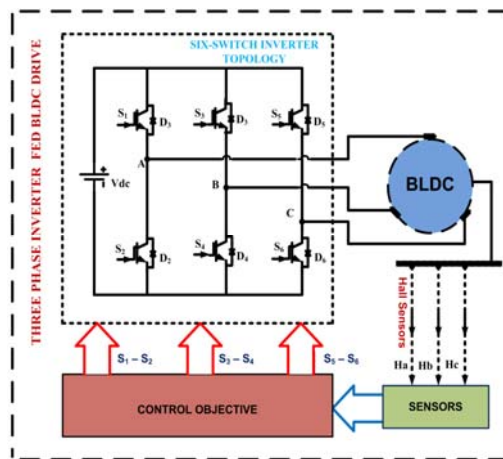 THREE PHASE INVERTER FED BLDC DRIVE
SIX-SWITCH INVERTER
TOPOLOGY
S1
D3
S3
D3
S5
D5
A
B
C
Vdc
S2
D2
S4
D4
S6
D6
BLDC
Hall Sensors
Ha
Hb
Hc
S1 – S2
S3 – S4
S5 – S6
CONTROL OBJECTIVE
SENSORS